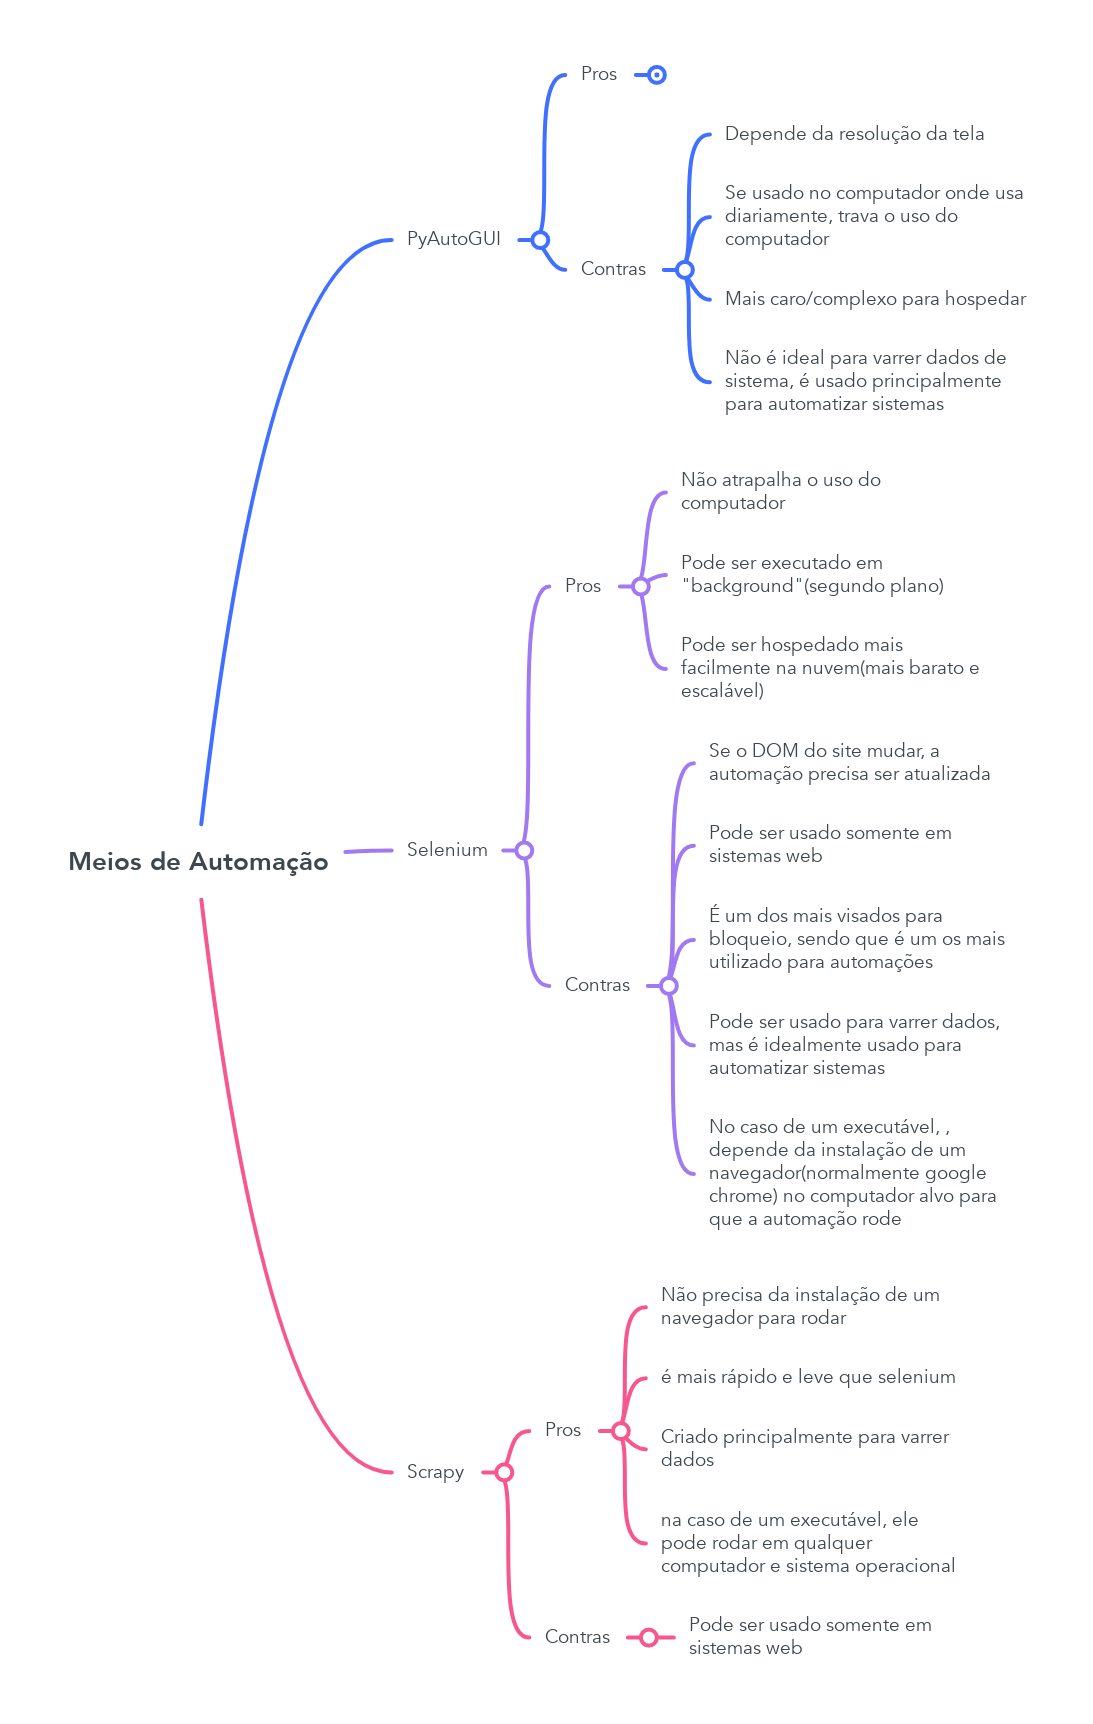 Meios de Automação
PyAutoGUI
Pros
Contras
Depende da resolução da tela
Se usado no computador onde usa
diariamente, trava o uso do
computador
Mais caro/complexo para hospedar
Não é ideal para varrer dados de
sistema, é usado principalmente
para automatizar sistemas
Selenium
Pros
Não atrapalha o uso do
computador
Pode ser executado em
"background"(segundo plano)
Pode ser hospedado mais
facilmente na nuvem(mais barato e
escalável)
Contras
Se o DOM do site mudar, a
automação precisa ser atualizada
Pode ser usado somente em
sistemas web
É um dos mais visados para
bloqueio, sendo que é um os mais
utilizado para automações
Pode ser usado para varrer dados,
mas é idealmente usado para
automatizar sistemas
No caso de um executável, ,
depende da instalação de um
navegador(normalmente google
chrome) no computador alvo para
que a automação rode
Scrapy
Pros
Não precisa da instalação de um
navegador para rodar
é mais rápido e leve que selenium
Criado principalmente para varrer
dados
na caso de um executável, ele
pode rodar em qualquer
computador e sistema operacional
Contras
Pode ser usado somente em
sistemas web